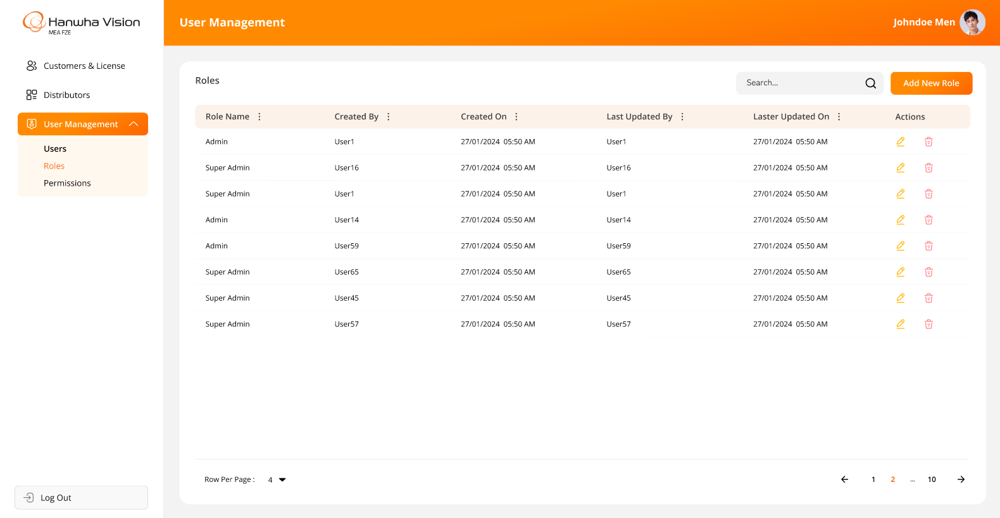 Hanwha Vision
MEA FZE
User Management
Johndoe Men
Customers & License
Distributors
User Management
Users
Roles
Permissions
Log Out
Roles
Search...
Add New Role
Role Name Created By Created On Last Updated By Laster Updated On Actions
Admin User1 27/01/2024 05:50 AM User1 27/01/2024 05:50 AM
Super Admin User16 27/01/2024 05:50 AM User16 27/01/2024 05:50 AM
Super Admin User1 27/01/2024 05:50 AM User1 27/01/2024 05:50 AM
Admin User14 27/01/2024 05:50 AM User14 27/01/2024 05:50 AM
Admin User59 27/01/2024 05:50 AM User59 27/01/2024 05:50 AM
Super Admin User65 27/01/2024 05:50 AM User65 27/01/2024 05:50 AM
Super Admin User45 27/01/2024 05:50 AM User45 27/01/2024 05:50 AM
Super Admin User57 27/01/2024 05:50 AM User57 27/01/2024 05:50 AM
Row Per Page : 4
1 2 ... 10